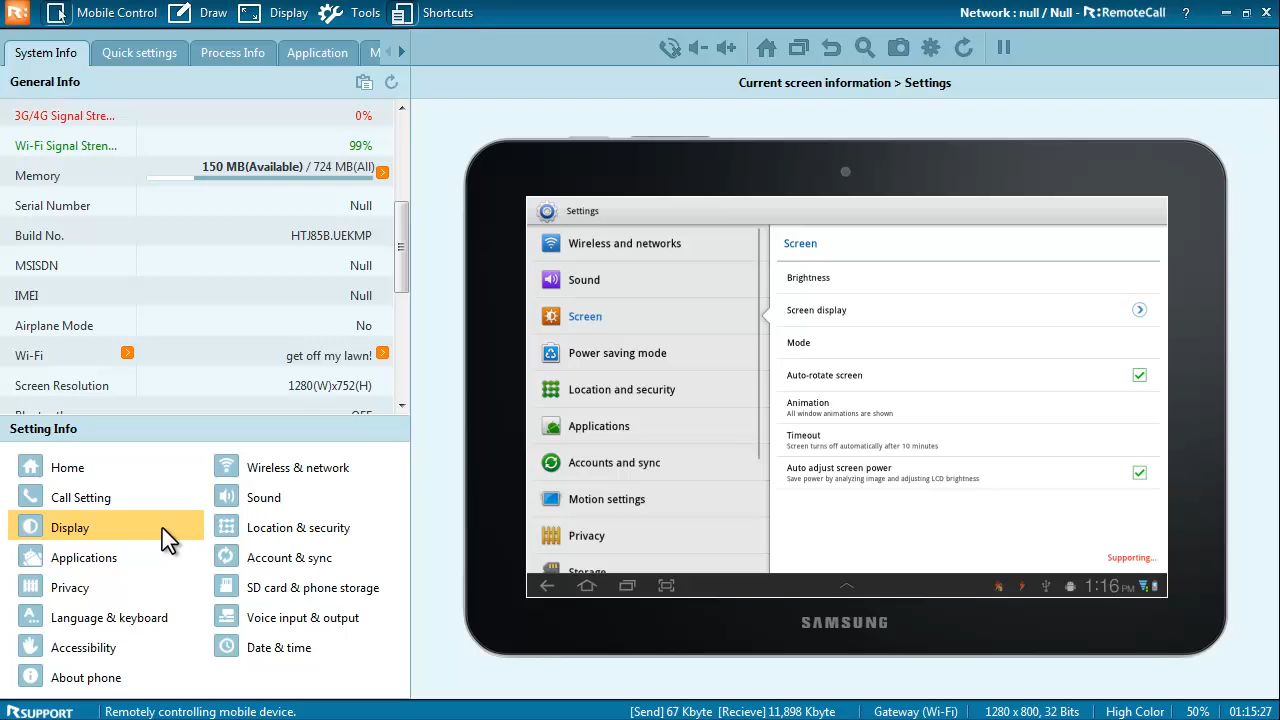 Mobile Control Draw Display Tools Shortcuts Network : null / Null - RemoteCall ?
System Info Quick settings Process Info Application M
General Info
Current screen information > Settings
3G/4G Signal Stre... 0%
Wi-Fi Signal Stren... 99%
Memory 150 MB(Available) / 724 MB(All)
Serial Number Null
Build No. HTJ85B.UEKMP
MSISDN Null
IMEI Null
Airplane Mode No
Wi-Fi get off my lawn!
Screen Resolution 1280(W)x752(H)
Setting Info
Home Wireless & network
Call Setting Sound
Display Location & security
Applications Account & sync
Privacy SD card & phone storage
Language & keyboard Voice input & output
Accessibility Date & time
About phone
Settings
Wireless and networks
Sound
Screen
Power saving mode
Location and security
Applications
Accounts and sync
Motion settings
Privacy
Storage
Screen
Brightness
Screen display
Mode
Auto-rotate screen
Animation
All window animations are shown
Timeout
Screen turns off automatically after 10 minutes
Auto adjust screen power
Save power by analyzing image and adjusting LCD brightness
Supporting...
1:16 PM
SAMSUNG
RSUPPORT Remotely controlling mobile device. [Send] 67 Kbyte [Recieve] 11,898 Kbyte Gateway (Wi-Fi) 1280 x 800, 32 Bits High Color 50% 01:15:27